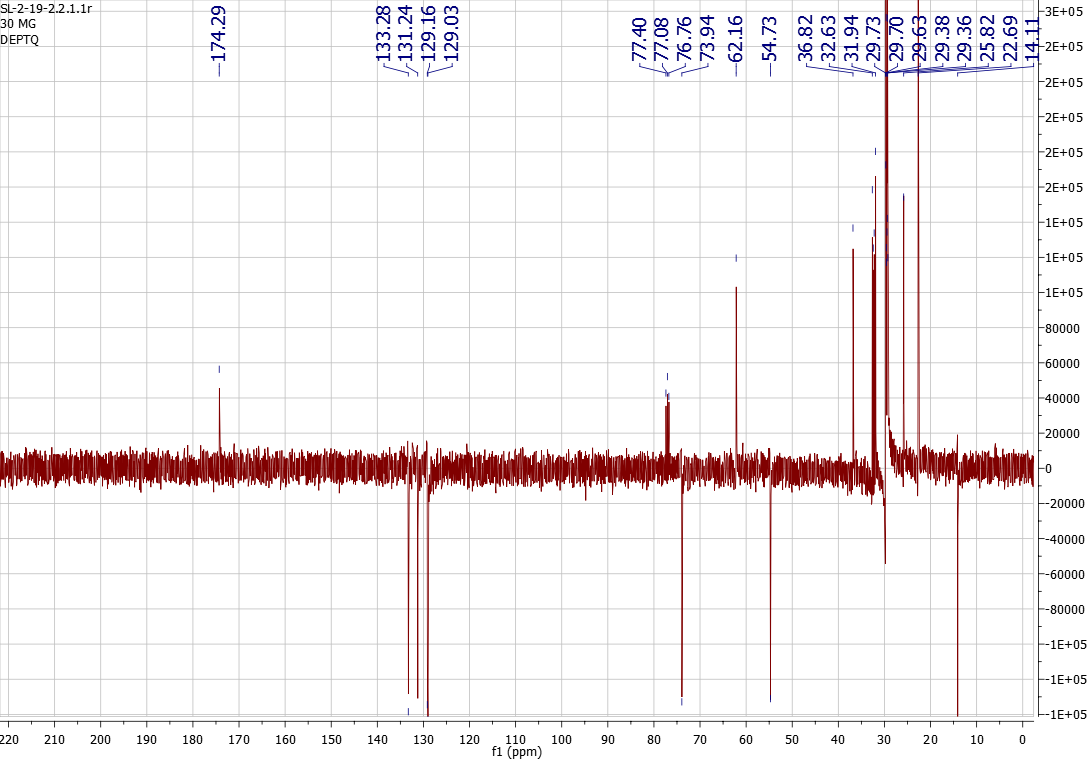 SL-2-19-2.2.1.1r
30 MG
DEPTQ
174.29
133.28
131.24
129.16
129.03
77.40
77.08
76.76
73.94
62.16
54.73
36.82
32.63
31.94
29.73
29.70
29.63
29.38
29.36
25.82
22.69
14.11
3E+05
2E+05
2E+05
2E+05
2E+05
2E+05
1E+05
1E+05
1E+05
80000
60000
40000
20000
0
-20000
-40000
-60000
-80000
-1E+05
-1E+05
-1E+05
220 210 200 190 180 170 160 150 140 130 120 110 100 90 80 70 60 50 40 30 20 10 0
f1 (ppm)